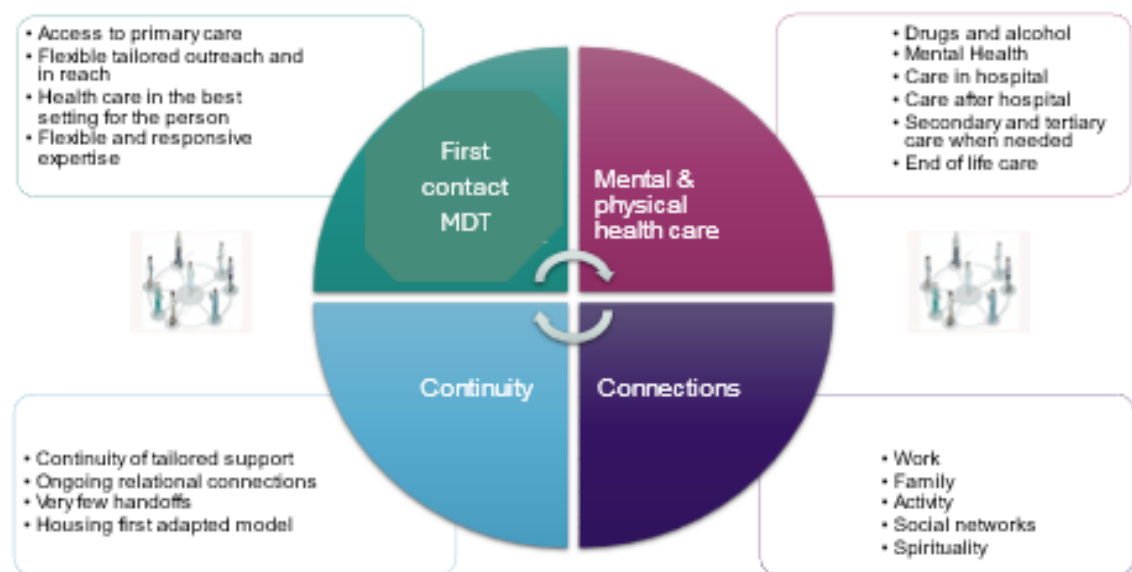 • Access to primary care
• Flexible tailored outreach and
in reach
• Health care in the best
setting for the person
• Flexible and responsive
expertise
First
contact
MDT
Mental &
physical
health care
• Drugs and alcohol
• Mental Health
• Care in hospital
• Care after hospital
• Secondary and tertiary
care when needed
• End of life care
Continuity
Connections
• Continuity of tailored support
• Ongoing relational connections
• Very few handoffs
• Housing first adapted model
• Work
• Family
• Activity
• Social networks
• Spirituality